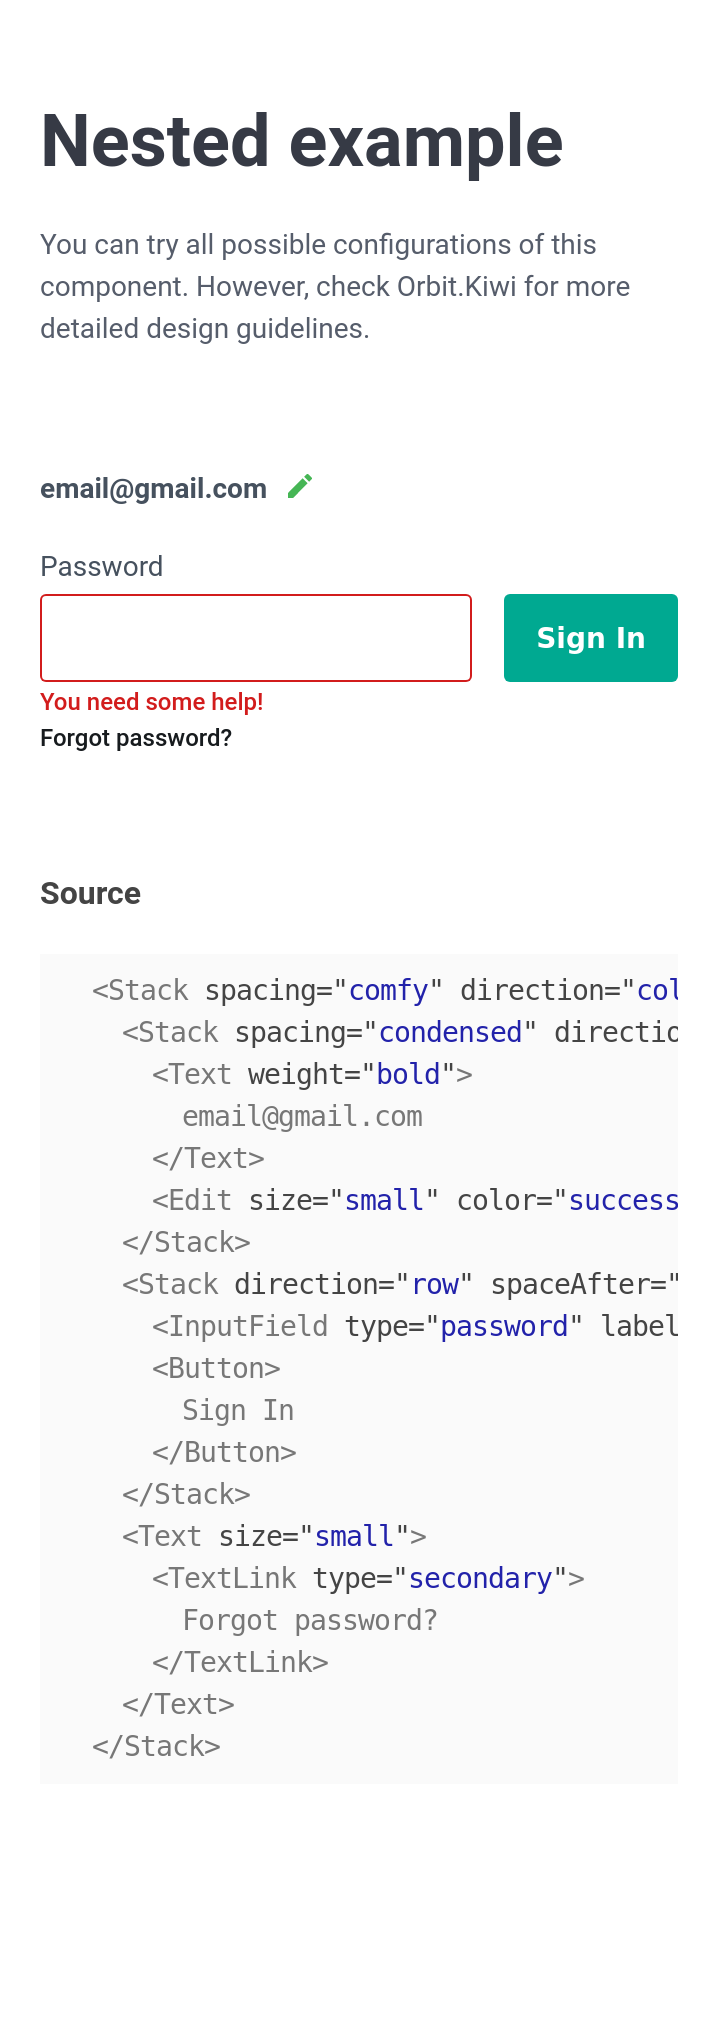 Nested example
You can try all possible configurations of this
component. However, check Orbit.Kiwi for more
detailed design guidelines.
email@gmail.com
Password
Sign In
You need some help!
Forgot password?
Source
<Stack spacing="comfy" direction="col
<Stack spacing="condensed" directio
<Text weight="bold">
email@gmail.com
</Text>
<Edit size="small" color="success
</Stack>
<Stack direction="row" spaceAfter="
<InputField type="password" label
<Button>
Sign In
</Button>
</Stack>
<Text size="small">
<TextLink type="secondary">
Forgot password?
</TextLink>
</Text>
</Stack>